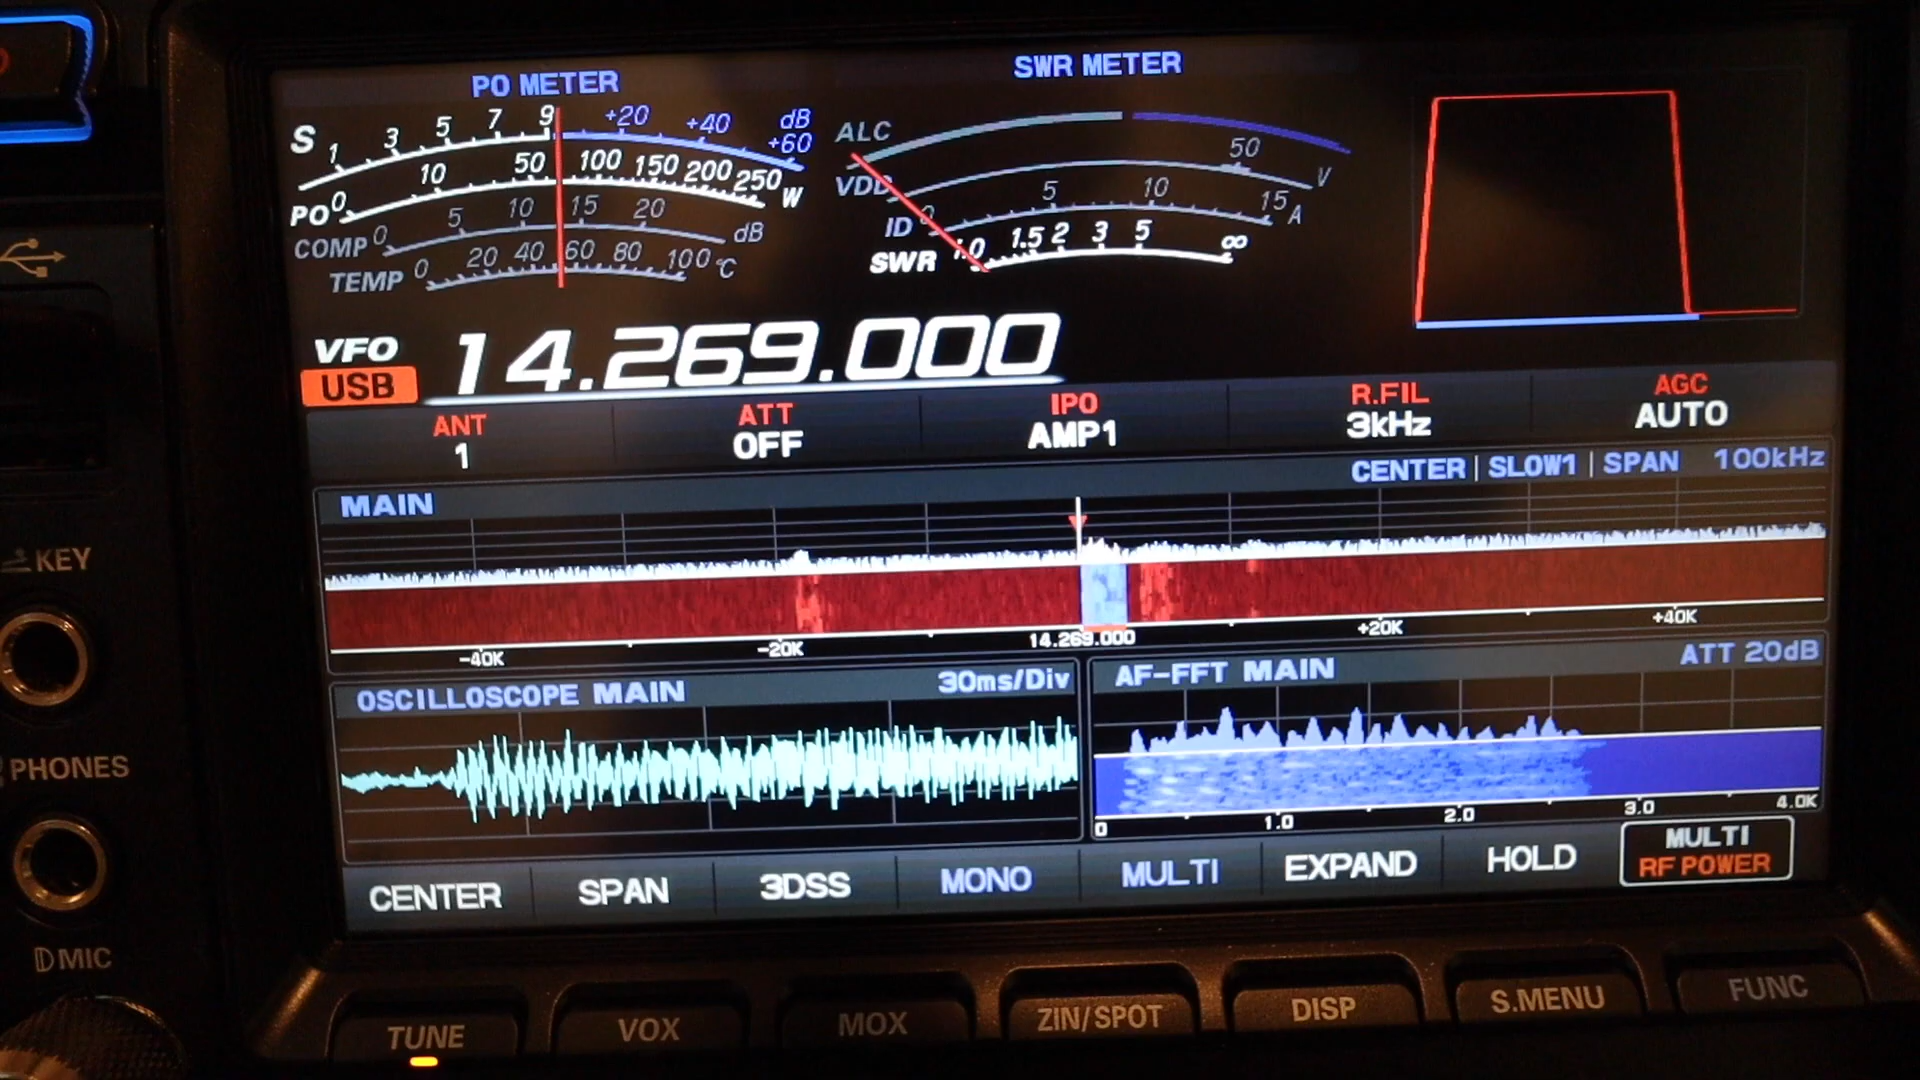 PO METER
SWR METER
S 1 3 5 7 9 +20 +40 +60 dB
PO 0 10 50 100 150 200 250 W
COMP 0 5 10 15 20 dB
TEMP 0 20 40 60 80 100 °C
ALC
VDD 50 V
ID 0 5 10 15 A
SWR 1.0 1.5 2 3 5 ∞
VFO
USB
14.269.000
ANT ATT IPO R.FIL AGC
1 OFF AMP1 3kHz AUTO
MAIN CENTER | SLOW1 | SPAN 100kHz
-40K -20K 14.269.000 +20K +40K
OSCILLOSCOPE MAIN 30ms/Div
AF-FFT MAIN ATT 20dB
0 1.0 2.0 3.0 4.0K
CENTER SPAN 3DSS MONO MULTI EXPAND HOLD
MULTI
RF POWER
KEY
PHONES
MIC
TUNE VOX MOX ZIN/SPOT DISP S.MENU FUNC